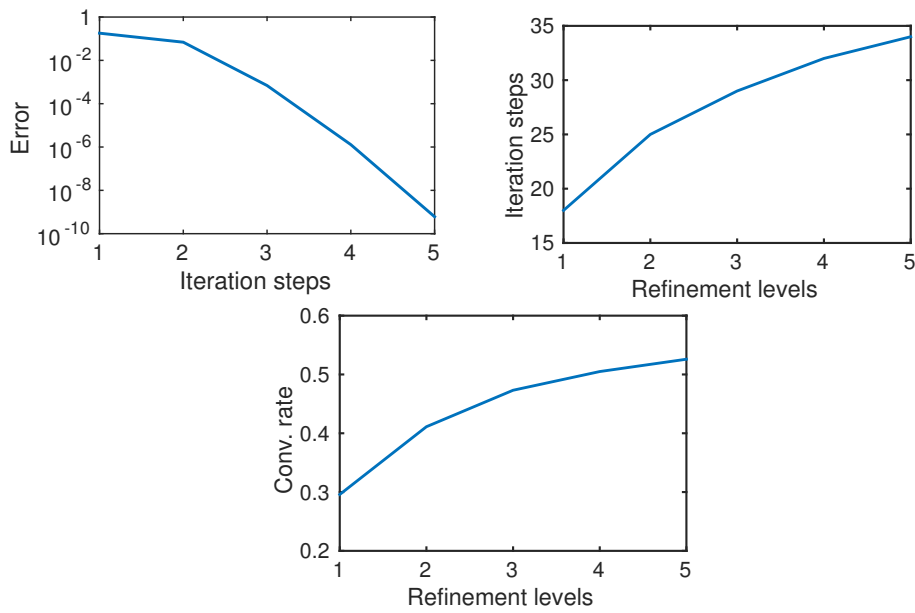 1
10-2
10-4
10-6
10-8
10-10
Error
1 2 3 4 5
Iteration steps
35
30
25
20
15
Iteration steps
1 2 3 4 5
Refinement levels
0.6
0.5
0.4
0.3
0.2
Conv. rate
1 2 3 4 5
Refinement levels